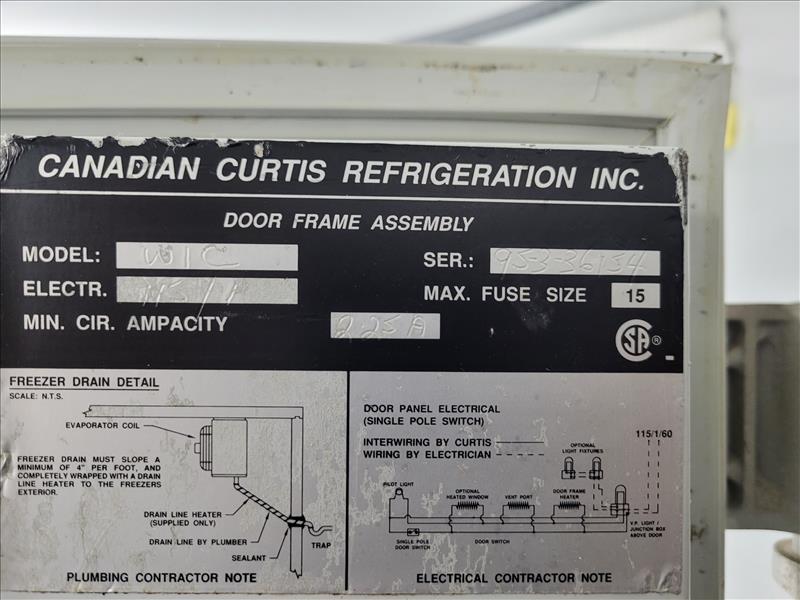 CANADIAN CURTIS REFRIGERATION INC.
DOOR FRAME ASSEMBLY
MODEL: WIC SER.: 953-36154
ELECTR. 115/1 MAX. FUSE SIZE 15
MIN. CIR. AMPACITY 2.25A
CSA ®
FREEZER DRAIN DETAIL
SCALE: N.T.S.
EVAPORATOR COIL
FREEZER DRAIN MUST SLOPE A
MINIMUM OF 4" PER FOOT, AND
COMPLETELY WRAPPED WITH A DRAIN
LINE HEATER TO THE FREEZERS
EXTERIOR.
DRAIN LINE HEATER
(SUPPLIED ONLY)
DRAIN LINE BY PLUMBER
SEALANT
TRAP
PLUMBING CONTRACTOR NOTE
DOOR PANEL ELECTRICAL
(SINGLE POLE SWITCH)
INTERWIRING BY CURTIS
WIRING BY ELECTRICIAN
115/1/60
OPTIONAL
LIGHT FIXTURES
PILOT LIGHT
OPTIONAL
HEATED WINDOW
VENT PORT
DOOR FRAME
HEATER
V.P. LIGHT /
JUNCTION BOX
ABOVE DOOR
SINGLE POLE
DOOR SWITCH
DOOR SWITCH
ELECTRICAL CONTRACTOR NOTE